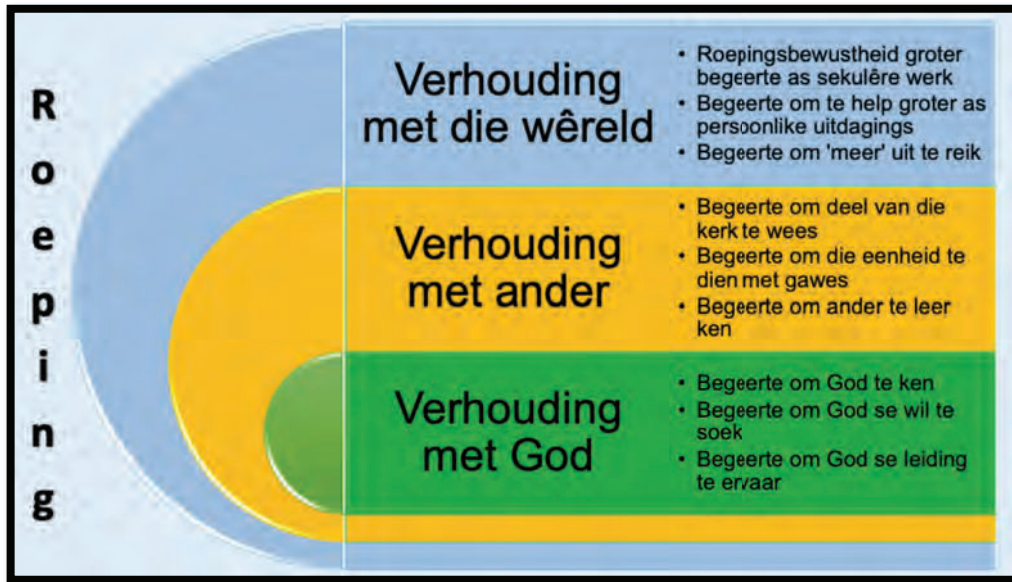 Roeping
Verhouding
met die wêreld
• Roepingsbewustheid groter
begeerte as sekulêre werk
• Begeerte om te help groter as
persoonlike uitdagings
• Begeerte om 'meer' uit te reik
Verhouding
met ander
• Begeerte om deel van die
kerk te wees
• Begeerte om die eenheid te
dien met gawes
• Begeerte om ander te leer
ken
Verhouding
met God
• Begeerte om God te ken
• Begeerte om God se wil te
soek
• Begeerte om God se leiding
te ervaar